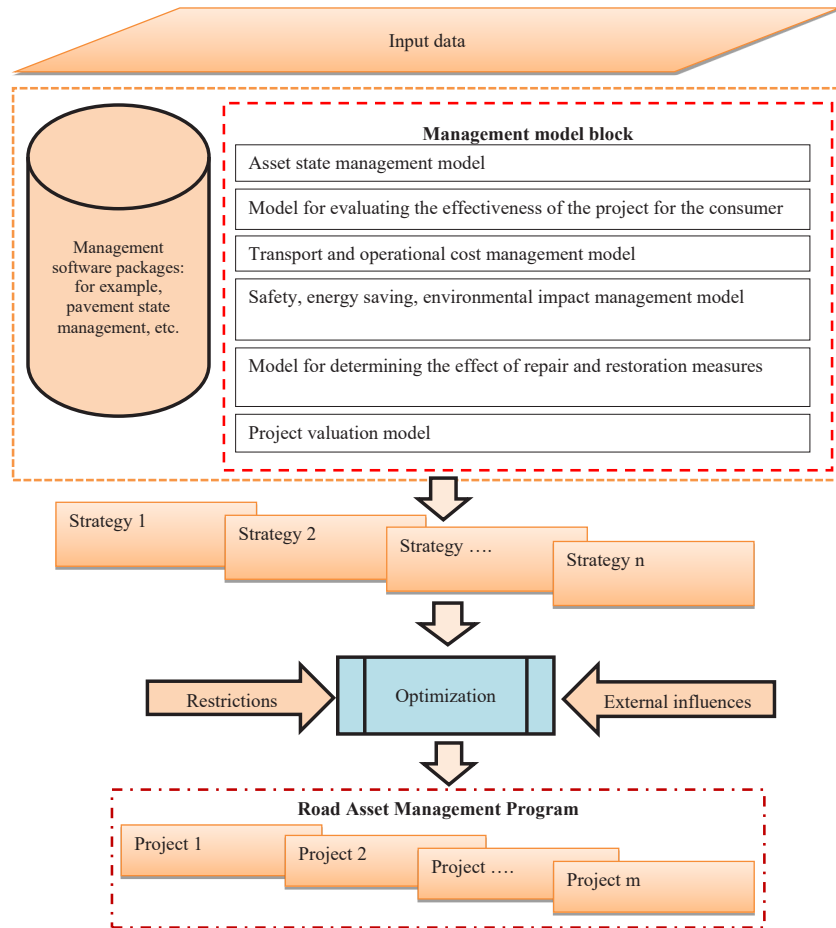 Input data
Management
software packages:
for example,
pavement state
management, etc.
Management model block
Asset state management model
Model for evaluating the effectiveness of the project for the consumer
Transport and operational cost management model
Safety, energy saving, environmental impact management model
Model for determining the effect of repair and restoration measures
Project valuation model
Strategy 1
Strategy 2
Strategy ….
Strategy n
Restrictions
Optimization
External influences
Road Asset Management Program
Project 1
Project 2
Project ….
Project m